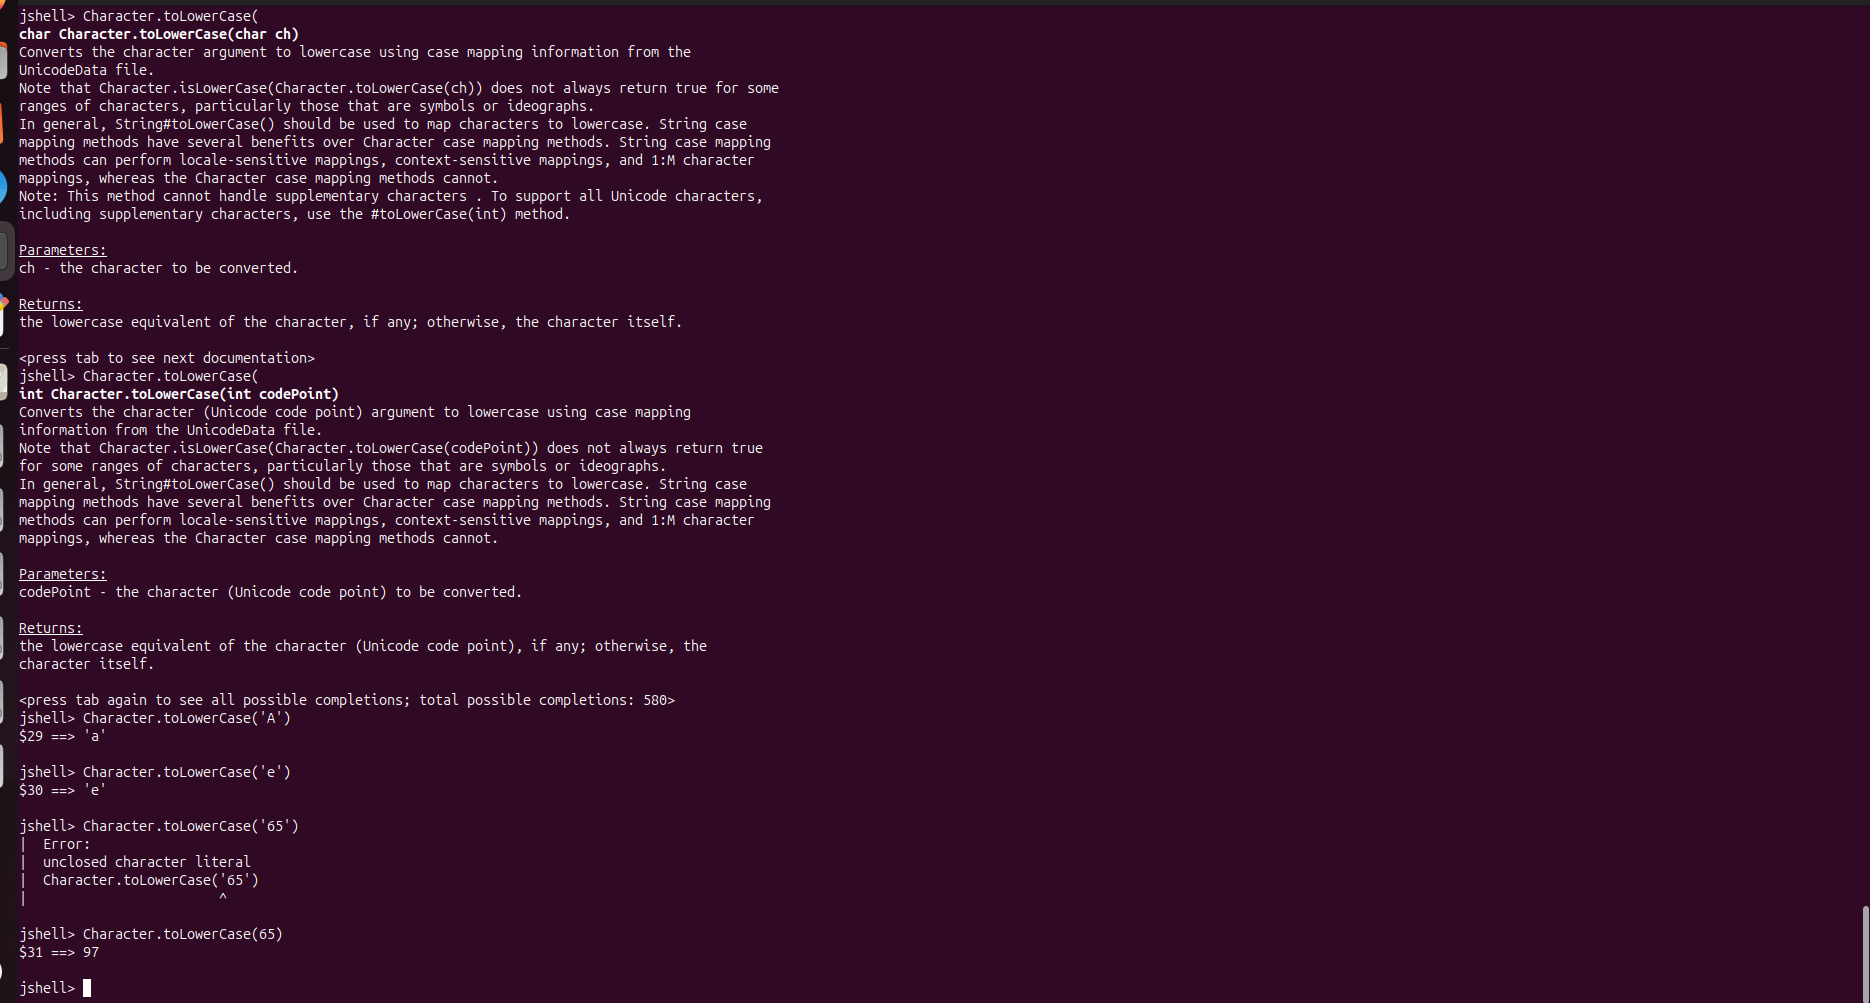 jshell> Character.toLowerCase(
char Character.toLowerCase(char ch)
Converts the character argument to lowercase using case mapping information from the
UnicodeData file.
Note that Character.isLowerCase(Character.toLowerCase(ch)) does not always return true for some
ranges of characters, particularly those that are symbols or ideographs.
In general, String#toLowerCase() should be used to map characters to lowercase. String case
mapping methods have several benefits over Character case mapping methods. String case mapping
methods can perform locale-sensitive mappings, context-sensitive mappings, and 1:M character
mappings, whereas the Character case mapping methods cannot.
Note: This method cannot handle supplementary characters . To support all Unicode characters,
including supplementary characters, use the #toLowerCase(int) method.

Parameters:
ch - the character to be converted.

Returns:
the lowercase equivalent of the character, if any; otherwise, the character itself.

<press tab to see next documentation>
jshell> Character.toLowerCase(
int Character.toLowerCase(int codePoint)
Converts the character (Unicode code point) argument to lowercase using case mapping
information from the UnicodeData file.
Note that Character.isLowerCase(Character.toLowerCase(codePoint)) does not always return true
for some ranges of characters, particularly those that are symbols or ideographs.
In general, String#toLowerCase() should be used to map characters to lowercase. String case
mapping methods have several benefits over Character case mapping methods. String case mapping
methods can perform locale-sensitive mappings, context-sensitive mappings, and 1:M character
mappings, whereas the Character case mapping methods cannot.

Parameters:
codePoint - the character (Unicode code point) to be converted.

Returns:
the lowercase equivalent of the character (Unicode code point), if any; otherwise, the
character itself.

<press tab again to see all possible completions; total possible completions: 580>
jshell> Character.toLowerCase('A')
$29 ==> 'a'

jshell> Character.toLowerCase('e')
$30 ==> 'e'

jshell> Character.toLowerCase('65')
|  Error:
|  unclosed character literal
|  Character.toLowerCase('65')
|                        ^

jshell> Character.toLowerCase(65)
$31 ==> 97

jshell>